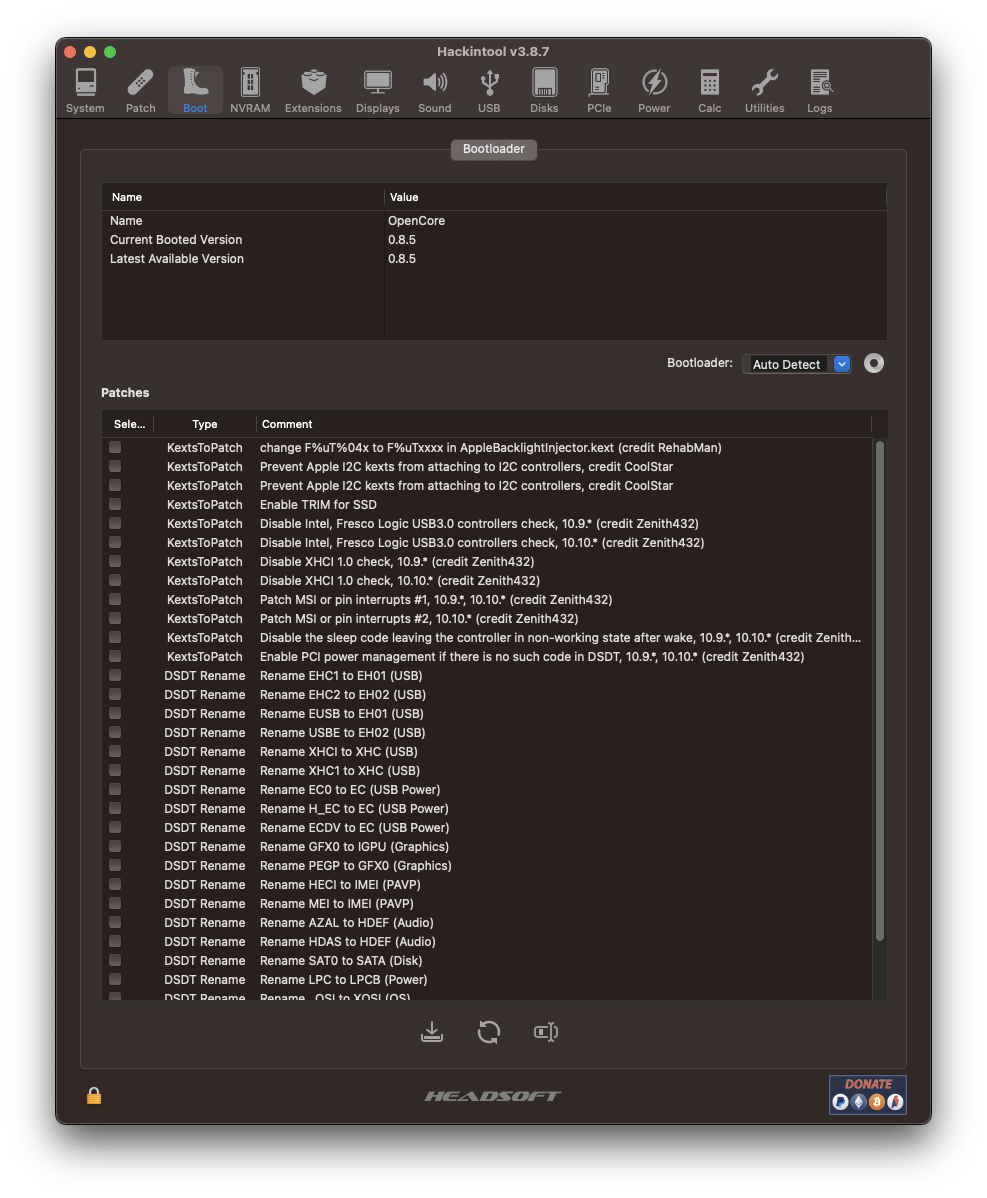 Hackintool v3.8.7
System Patch Boot NVRAM Extensions Displays Sound USB Disks PCIe Power Calc Utilities Logs
Bootloader
Name Value
Name OpenCore
Current Booted Version 0.8.5
Latest Available Version 0.8.5
Bootloader: Auto Detect
Patches
Sele... Type Comment
KextsToPatch change F%uT%04x to F%uTxxxx in AppleBacklightInjector.kext (credit RehabMan)
KextsToPatch Prevent Apple I2C kexts from attaching to I2C controllers, credit CoolStar
KextsToPatch Prevent Apple I2C kexts from attaching to I2C controllers, credit CoolStar
KextsToPatch Enable TRIM for SSD
KextsToPatch Disable Intel, Fresco Logic USB3.0 controllers check, 10.9.* (credit Zenith432)
KextsToPatch Disable Intel, Fresco Logic USB3.0 controllers check, 10.10.* (credit Zenith432)
KextsToPatch Disable XHCI 1.0 check, 10.9.* (credit Zenith432)
KextsToPatch Disable XHCI 1.0 check, 10.10.* (credit Zenith432)
KextsToPatch Patch MSI or pin interrupts #1, 10.9.*, 10.10.* (credit Zenith432)
KextsToPatch Patch MSI or pin interrupts #2, 10.10.* (credit Zenith432)
KextsToPatch Disable the sleep code leaving the controller in non-working state after wake, 10.9.*, 10.10.* (credit Zenith...
KextsToPatch Enable PCI power management if there is no such code in DSDT, 10.9.*, 10.10.* (credit Zenith432)
DSDT Rename Rename EHC1 to EH01 (USB)
DSDT Rename Rename EHC2 to EH02 (USB)
DSDT Rename Rename EUSB to EH01 (USB)
DSDT Rename Rename USBE to EH02 (USB)
DSDT Rename Rename XHCI to XHC (USB)
DSDT Rename Rename XHC1 to XHC (USB)
DSDT Rename Rename EC0 to EC (USB Power)
DSDT Rename Rename H_EC to EC (USB Power)
DSDT Rename Rename ECDV to EC (USB Power)
DSDT Rename Rename GFX0 to IGPU (Graphics)
DSDT Rename Rename PEGP to GFX0 (Graphics)
DSDT Rename Rename HECI to IMEI (PAVP)
DSDT Rename Rename MEI to IMEI (PAVP)
DSDT Rename Rename AZAL to HDEF (Audio)
DSDT Rename Rename HDAS to HDEF (Audio)
DSDT Rename Rename SAT0 to SATA (Disk)
DSDT Rename Rename LPC to LPCB (Power)
DSDT Rename Rename _OSI to XOSI (OS)
HEADSOFT
DONATE